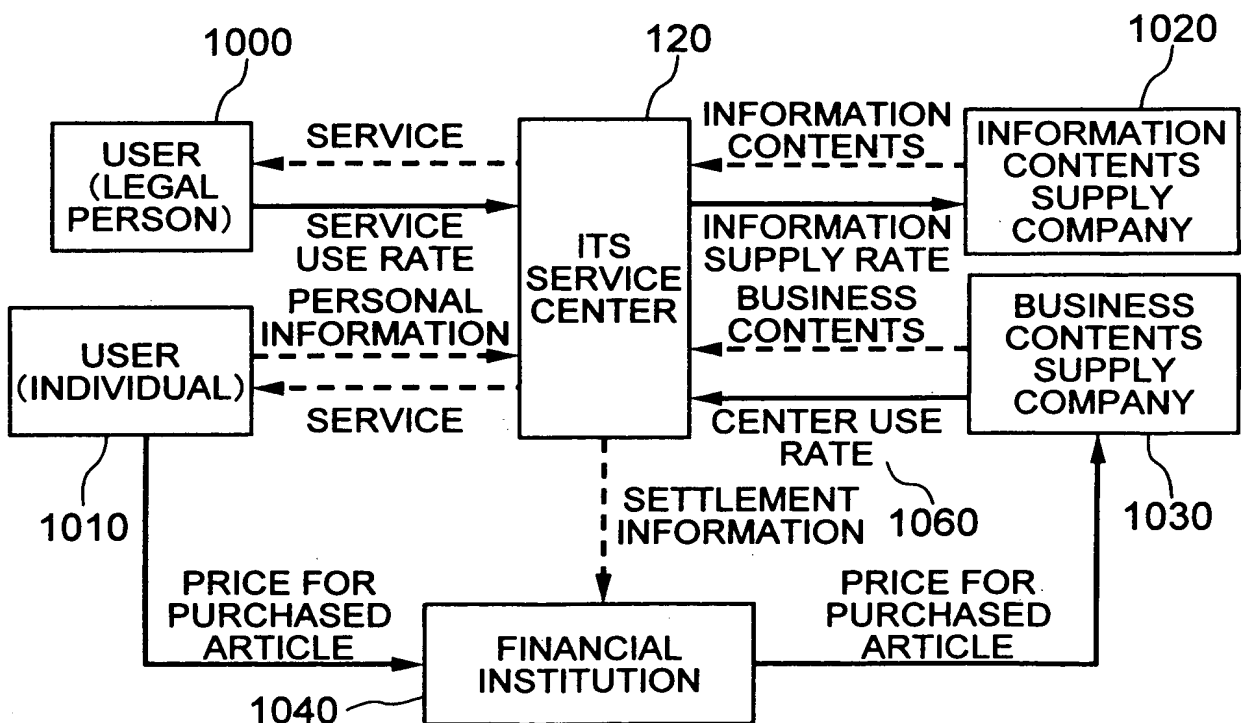 1000
120
1020
USER
(LEGAL
PERSON)
SERVICE
SERVICE
USE RATE
ITS
SERVICE
CENTER
INFORMATION
CONTENTS
INFORMATION
SUPPLY RATE
INFORMATION
CONTENTS
SUPPLY
COMPANY
USER
(INDIVIDUAL)
PERSONAL
INFORMATION
SERVICE
BUSINESS
CONTENTS
CENTER USE
RATE
BUSINESS
CONTENTS
SUPPLY
COMPANY
1010
SETTLEMENT
INFORMATION
1060
1030
PRICE FOR
PURCHASED
ARTICLE
FINANCIAL
INSTITUTION
PRICE FOR
PURCHASED
ARTICLE
1040